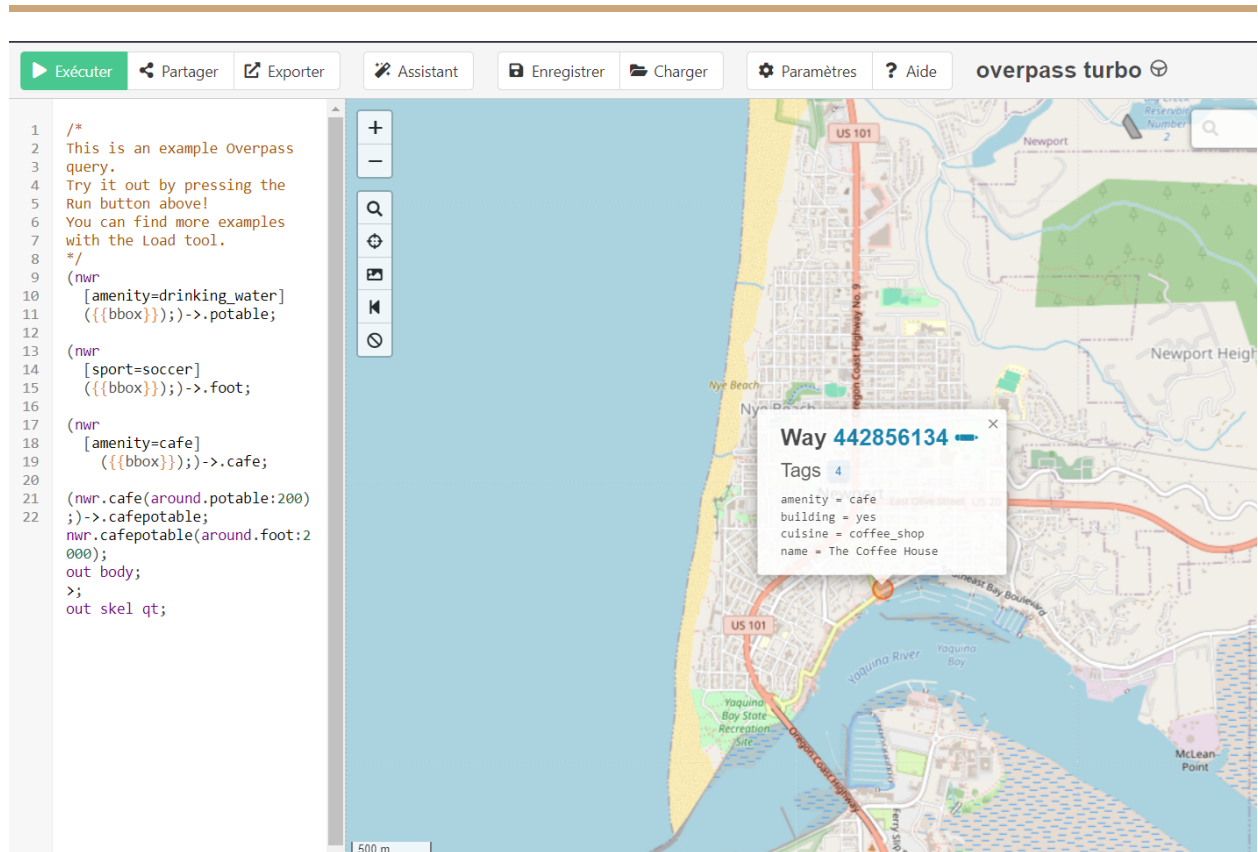 Exécuter
Partager
Exporter
Assistant
Enregistrer
Charger
Paramètres
? Aide
overpass turbo
1 /*
2 This is an example Overpass
3 query.
4 Try it out by pressing the
5 Run button above!
6 You can find more examples
7 with the Load tool.
8 */
9 (nwr
10 [amenity=drinking_water]
11 ({{bbox}});)->.potable;
12
13 (nwr
14 [sport=soccer]
15 ({{bbox}});)->.foot;
16
17 (nwr
18 [amenity=cafe]
19 ({{bbox}});)->.cafe;
20
21 (nwr.cafe(around.potable:200)
22 ;)->.cafepotable;
nwr.cafepotable(around.foot:2
000);
out body;
>;
out skel qt;
+
−
US 101
Newport
Reservoir
Number
2
Oregon Coast Highway No. 9
Newport Heigh
Nye Beach
Nye Beach
Way 442856134
×
Tags 4
amenity = cafe
building = yes
cuisine = coffee_shop
name = The Coffee House
East Olive Street
US 20
Bay Boulevard
US 101
Yaquina River
Yaquina
Bay
Yaquina
Bay State
Recreation
Site
Oregon Coast Highway
McLean
Point
500 m